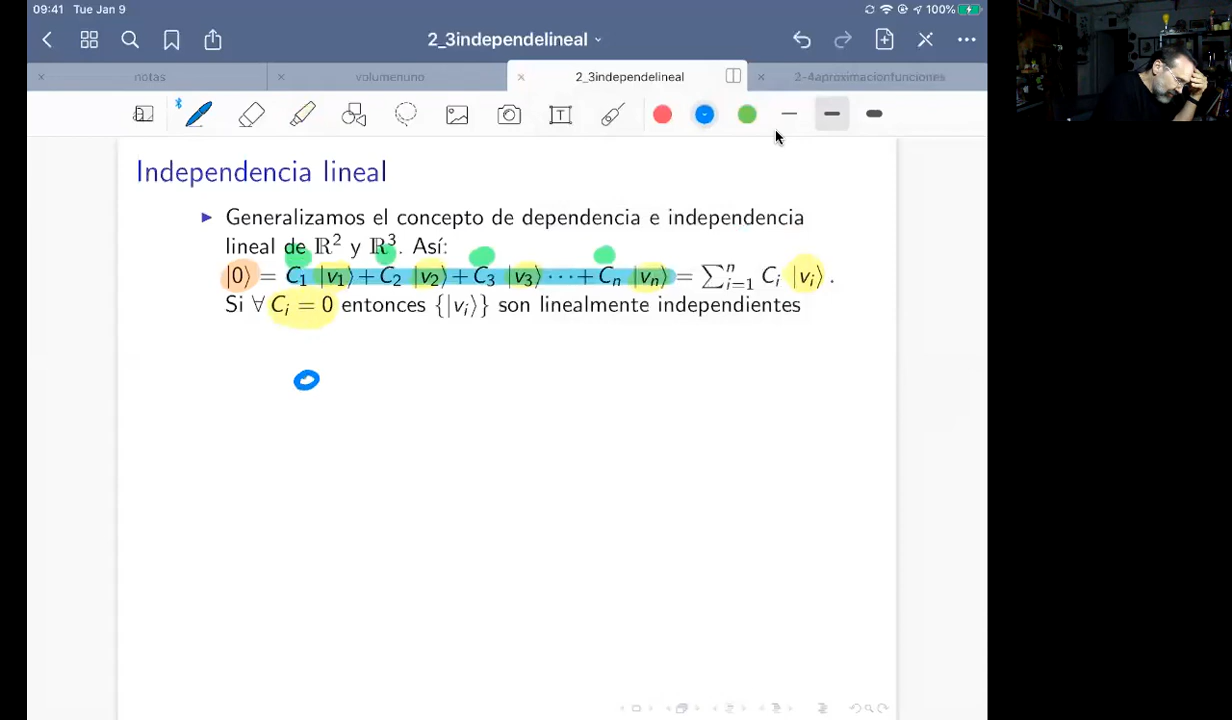 09:41 Tue Jan 9
100%
2_3independelineal
notas
volumenuno
2_3independelineal
2-4aproximacionfunciones
Independencia lineal
Generalizamos el concepto de dependencia e independencia
lineal de ℝ² y ℝ³. Así:
|0⟩ = C₁ |v₁⟩ + C₂ |v₂⟩ + C₃ |v₃⟩ ⋯ + Cₙ |vₙ⟩ = ∑ⁿᵢ₌₁ Cᵢ |vᵢ⟩ .
Si ∀ Cᵢ = 0 entonces {|vᵢ⟩} son linealmente independientes